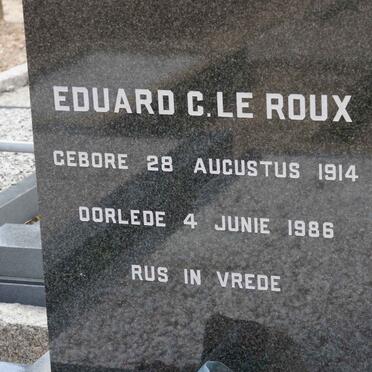 EDUARD C. LE ROUX
GEBORE 28 AUGUSTUS 1914
OORLEDE 4 JUNIE 1986
RUS IN VREDE